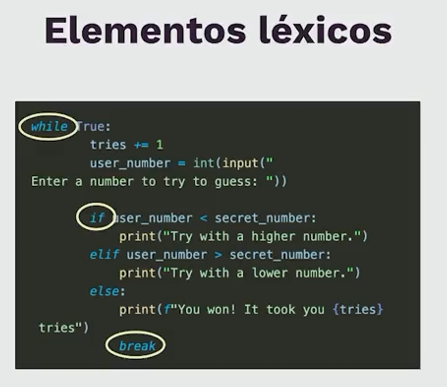 Elementos léxicos
while True:
tries += 1
user_number = int(input("
Enter a number to try to guess: "))
if user_number < secret_number:
print("Try with a higher number.")
elif user_number > secret_number:
print("Try with a lower number.")
else:
print(f"You won! It took you {tries}
tries")
break